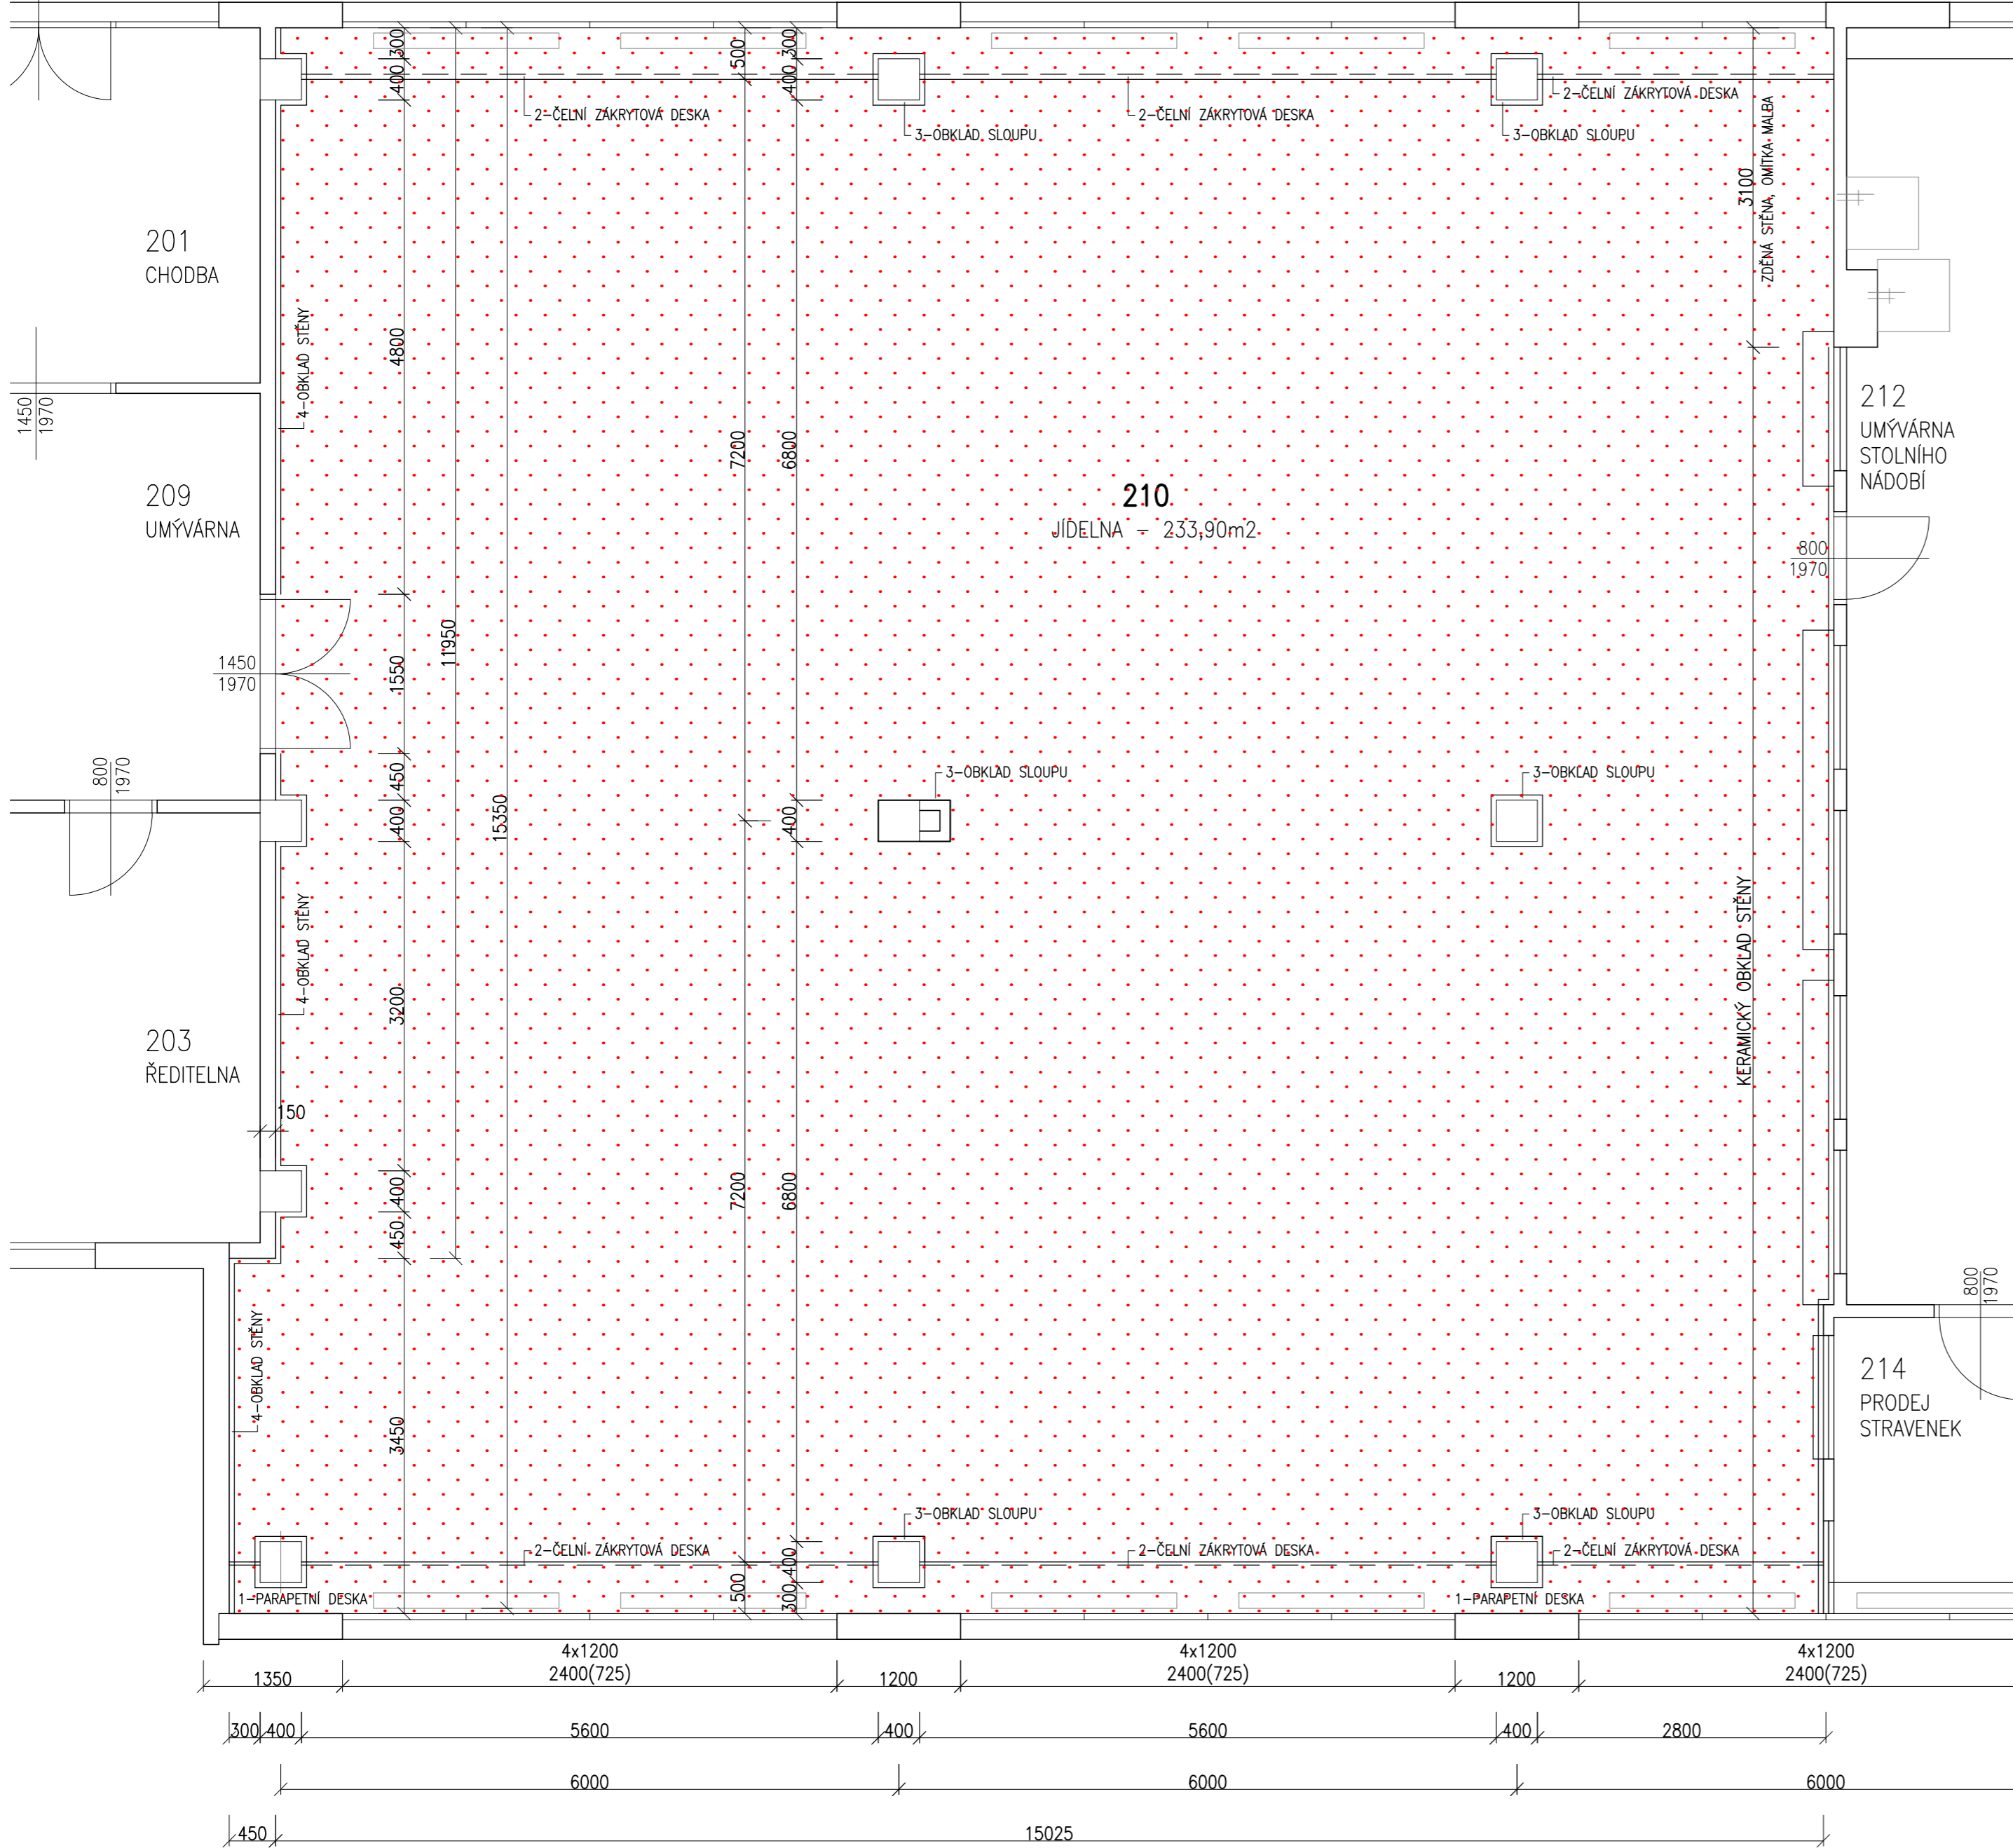 300
400
500
300
400
2-ČELNÍ ZÁKRYTOVÁ DESKA
3-OBKLAD SLOUPU
2-ČELNÍ ZÁKRYTOVÁ DESKA
3-OBKLAD SLOUPU
2-ČELNÍ ZÁKRYTOVÁ DESKA
3100
ZDĚNÁ STĚNA, OMÍTKA MALBA
201
CHODBA
4-OBKLAD STĚNY
4800
1450
1970
7200
6800
212
UMÝVÁRNA
STOLNÍHO
NÁDOBÍ
209
UMÝVÁRNA
210
JÍDELNA - 233,90m2
800
1970
1450
1970
1550
11950
800
1970
450
400
15350
400
3-OBKLAD SLOUPU
3-OBKLAD SLOUPU
4-OBKLAD STĚNY
3200
KERAMICKÝ OBKLAD STĚNY
203
ŘEDITELNA
150
400
450
7200
6800
800
1970
4-OBKLAD STĚNY
3450
214
PRODEJ
STRAVENEK
3-OBKLAD SLOUPU
3-OBKLAD SLOUPU
2-ČELNÍ ZÁKRYTOVÁ DESKA
2-ČELNÍ ZÁKRYTOVÁ DESKA
2-ČELNÍ ZÁKRYTOVÁ DESKA
400
500
300
1-PARAPETNÍ DESKA
1-PARAPETNÍ DESKA
4x1200
4x1200
4x1200
1350
2400(725)
1200
2400(725)
1200
2400(725)
300
400
5600
400
5600
400
2800
6000
6000
6000
450
15025